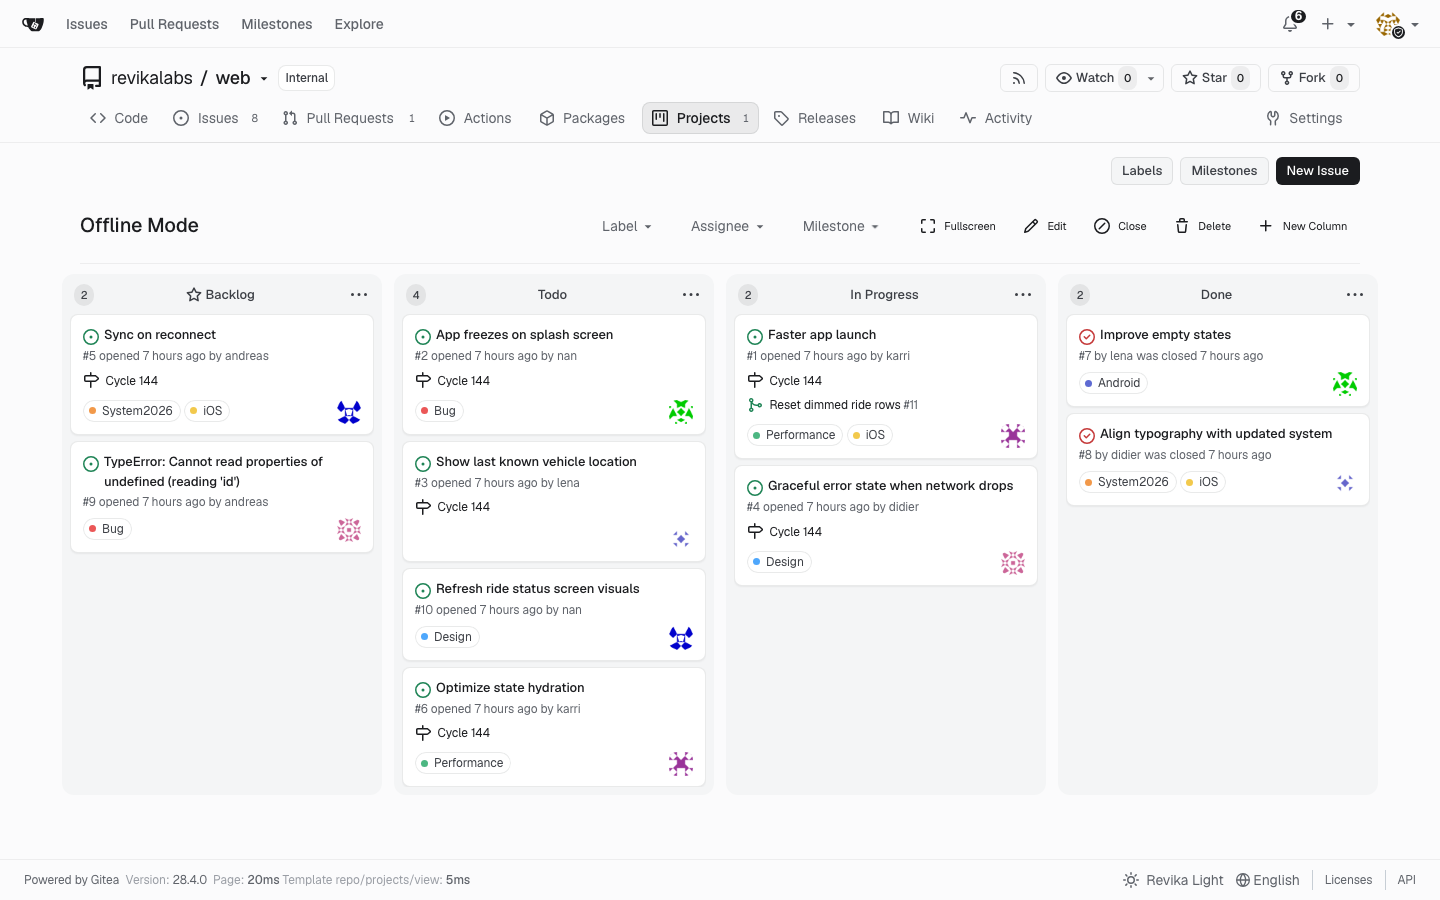 Issues Pull Requests Milestones Explore 6
revikalabs / web Internal Watch 0 Star 0 Fork 0
Code Issues 8 Pull Requests 1 Actions Packages Projects 1 Releases Wiki Activity Settings
Labels Milestones New Issue
Offline Mode Label Assignee Milestone Fullscreen Edit Close Delete New Column
2 Backlog
Sync on reconnect
#5 opened 7 hours ago by andreas
Cycle 144
System2026 iOS
TypeError: Cannot read properties of
undefined (reading 'id')
#9 opened 7 hours ago by andreas
Bug
4 Todo
App freezes on splash screen
#2 opened 7 hours ago by nan
Cycle 144
Bug
Show last known vehicle location
#3 opened 7 hours ago by lena
Cycle 144
Refresh ride status screen visuals
#10 opened 7 hours ago by nan
Design
Optimize state hydration
#6 opened 7 hours ago by karri
Cycle 144
Performance
2 In Progress
Faster app launch
#1 opened 7 hours ago by karri
Cycle 144
Reset dimmed ride rows #11
Performance iOS
Graceful error state when network drops
#4 opened 7 hours ago by didier
Cycle 144
Design
2 Done
Improve empty states
#7 by lena was closed 7 hours ago
Android
Align typography with updated system
#8 by didier was closed 7 hours ago
System2026 iOS
Powered by Gitea Version: 28.4.0 Page: 20ms Template repo/projects/view: 5ms Revika Light English Licenses API